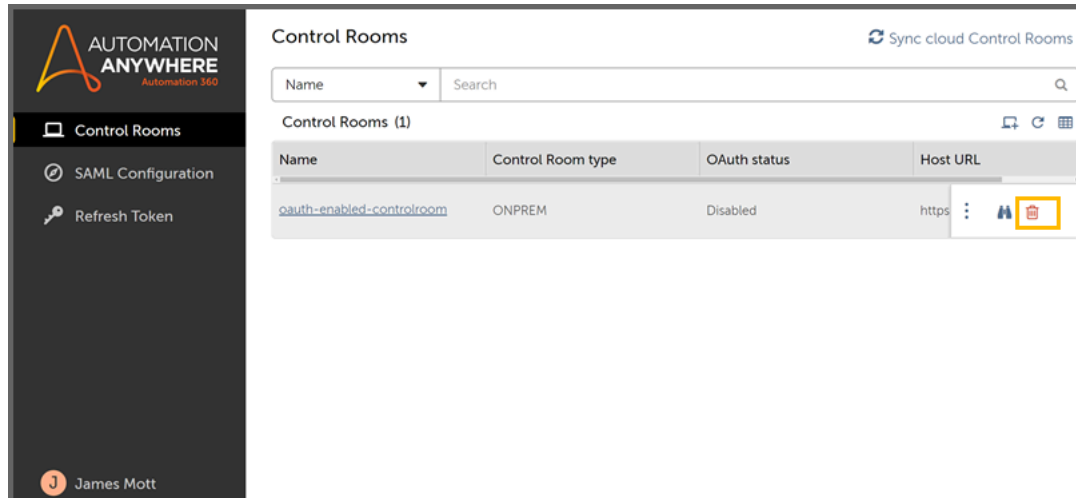 AUTOMATION
ANYWHERE
Automation 360
Control Rooms
SAML Configuration
Refresh Token
J James Mott
Control Rooms
Sync cloud Control Rooms
Name
Search
Control Rooms (1)
Name Control Room type OAuth status Host URL
oauth-enabled-controlroom ONPREM Disabled https